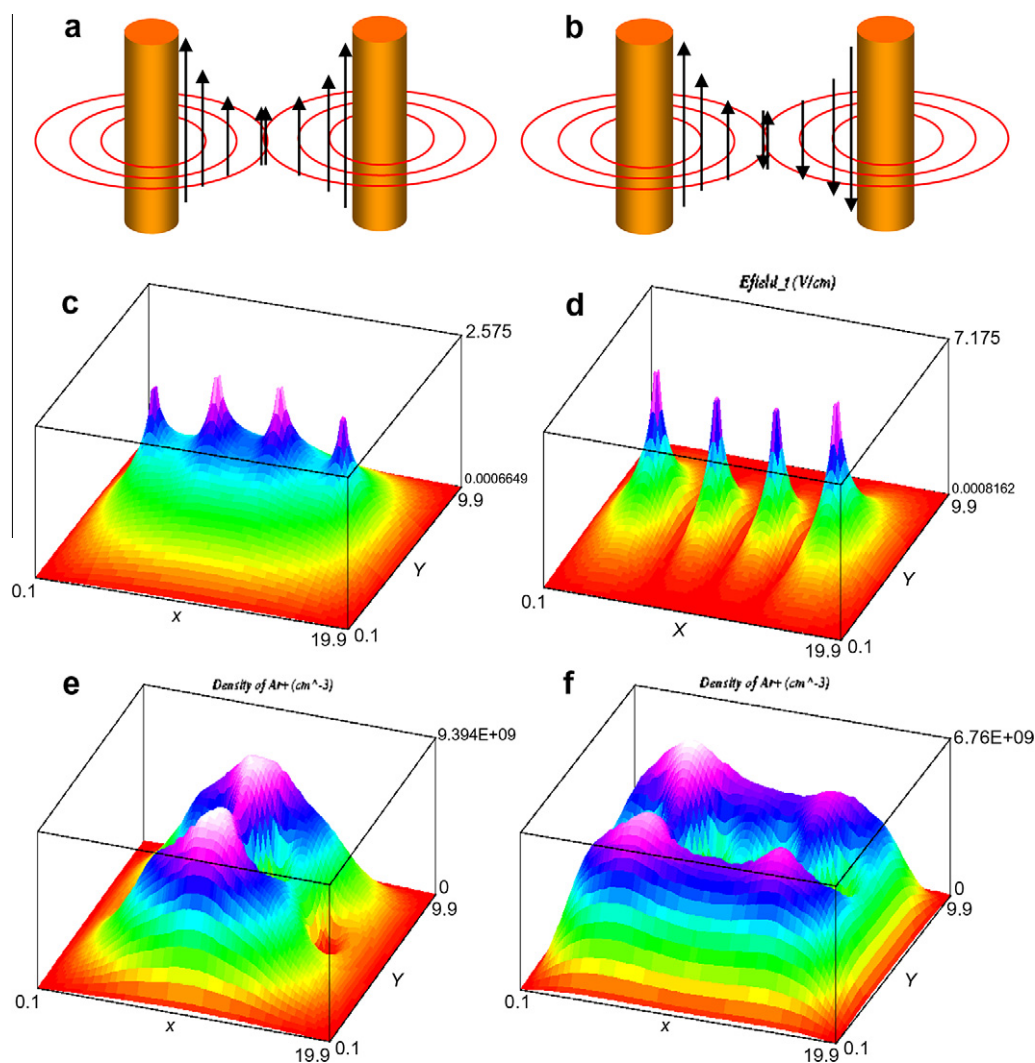 a
b
c
2.575
0.0006649
9.9
Y
0.1
x
19.9
0.1
Efield_t (V/cm)
d
7.175
0.0008162
9.9
Y
0.1
X
19.9
0.1
e
Density of Ar+ (cm^-3)
9.394E+09
0
9.9
Y
0.1
x
19.9
0.1
f
Density of Ar+ (cm^-3)
6.76E+09
0
9.9
Y
0.1
x
19.9
0.1